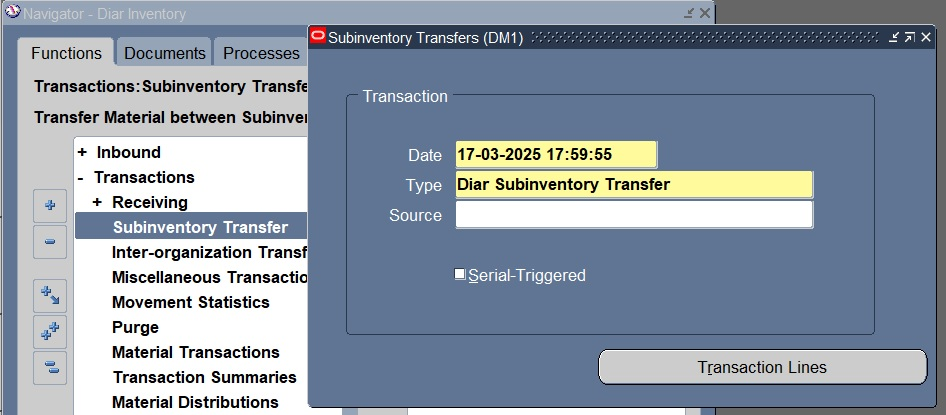 Navigator - Diar Inventory
Functions
Documents
Processes
Transactions:Subinventory Transfe
Transfer Material between Subinver
+ Inbound
- Transactions
+ Receiving
Subinventory Transfer
Inter-organization Transf
Miscellaneous Transactio
Movement Statistics
Purge
Material Transactions
Transaction Summaries
Material Distributions
Subinventory Transfers (DM1)
Transaction
Date 17-03-2025 17:59:55
Type Diar Subinventory Transfer
Source
Serial-Triggered
Transaction Lines